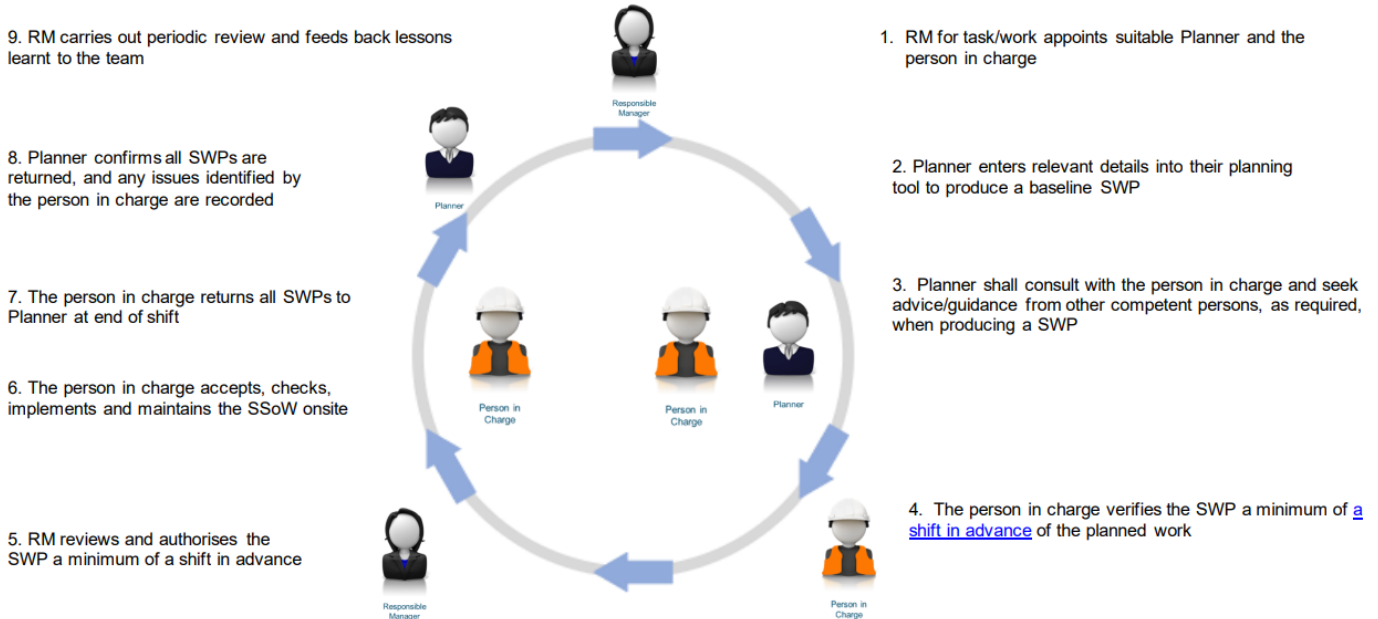 9. RM carries out periodic review and feeds back lessons
learnt to the team
1. RM for task/work appoints suitable Planner and the
person in charge
Responsible
Manager
8. Planner confirms all SWPs are
returned, and any issues identified by
the person in charge are recorded
Planner
2. Planner enters relevant details into their planning
tool to produce a baseline SWP
3. Planner shall consult with the person in charge and seek
advice/guidance from other competent persons, as required,
when producing a SWP
7. The person in charge returns all SWPs to
Planner at end of shift
6. The person in charge accepts, checks,
implements and maintains the SSoW onsite
Person in
Charge
Person in
Charge
Planner
4. The person in charge verifies the SWP a minimum of a
shift in advance of the planned work
5. RM reviews and authorises the
SWP a minimum of a shift in advance
Responsible
Manager
Person in
Charge